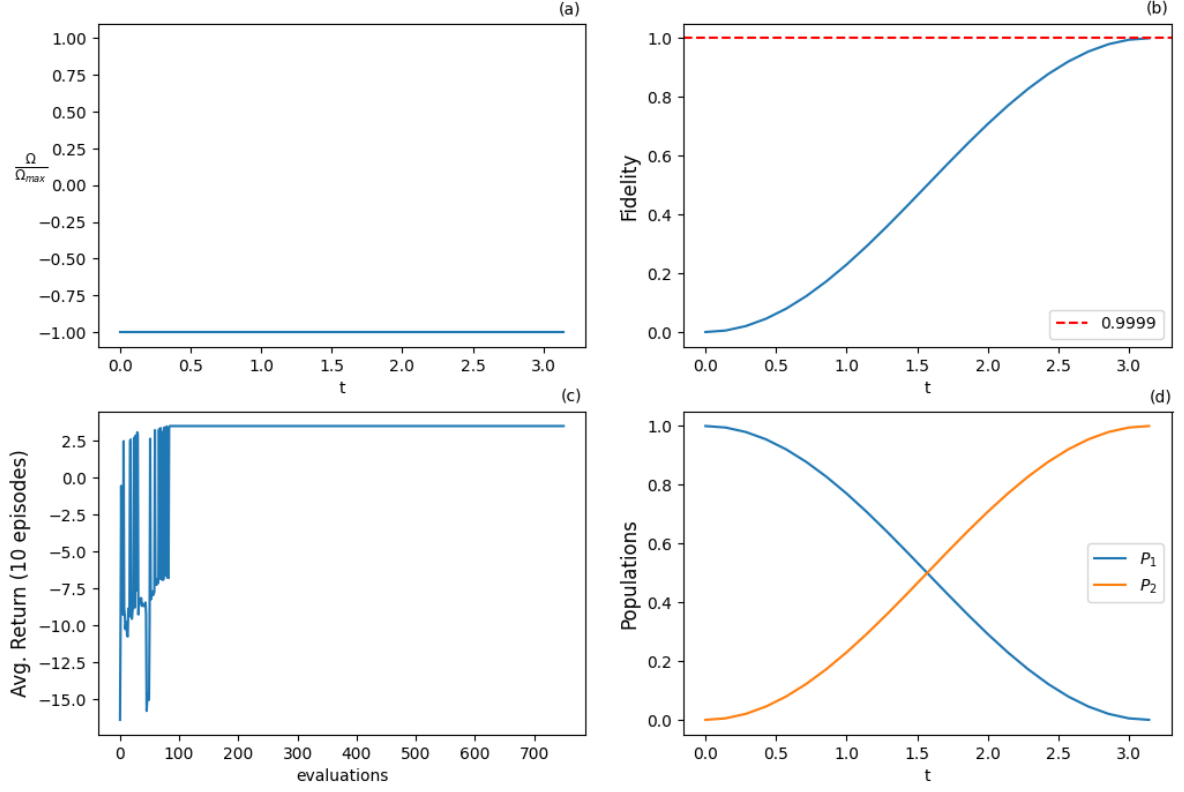 (a)
1.00
0.75
0.50
0.25
0.00
−0.25
−0.50
−0.75
−1.00
Ω
Ωmax
0.0 0.5 1.0 1.5 2.0 2.5 3.0
t
(b)
1.0
0.8
0.6
0.4
0.2
0.0
Fidelity
0.9999
0.0 0.5 1.0 1.5 2.0 2.5 3.0
t
(c)
2.5
0.0
−2.5
−5.0
−7.5
−10.0
−12.5
−15.0
Avg. Return (10 episodes)
0 100 200 300 400 500 600 700
evaluations
(d)
1.0
0.8
0.6
0.4
0.2
0.0
Populations
P1
P2
0.0 0.5 1.0 1.5 2.0 2.5 3.0
t